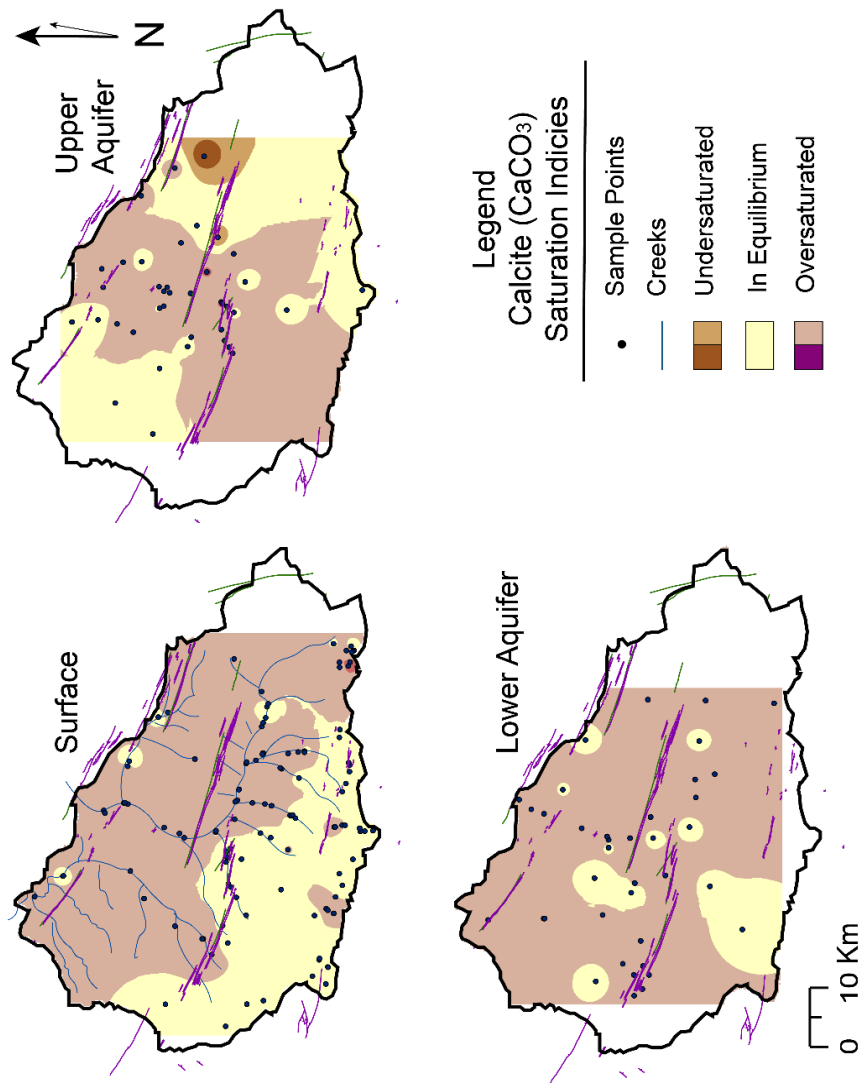 Surface
Upper
Aquifer
N
Lower Aquifer
0 10 Km
Legend
Calcite (CaCO₃)
Saturation Indicies
Sample Points
Creeks
Undersaturated
In Equilibrium
Oversaturated